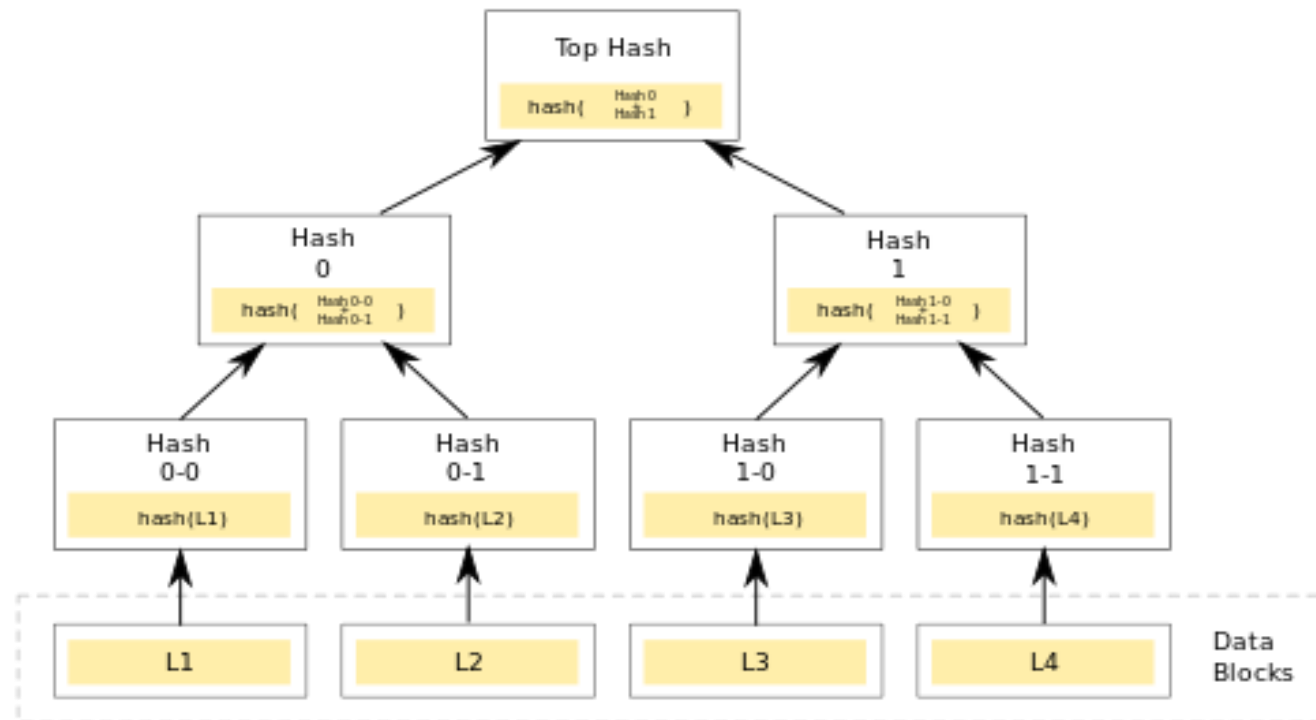 Top Hash
hash( Hash 0 + Hash 1 )
Hash
0
hash( Hash 0-0 + Hash 0-1 )
Hash
1
hash( Hash 1-0 + Hash 1-1 )
Hash
0-0
hash(L1)
Hash
0-1
hash(L2)
Hash
1-0
hash(L3)
Hash
1-1
hash(L4)
L1
L2
L3
L4
Data
Blocks